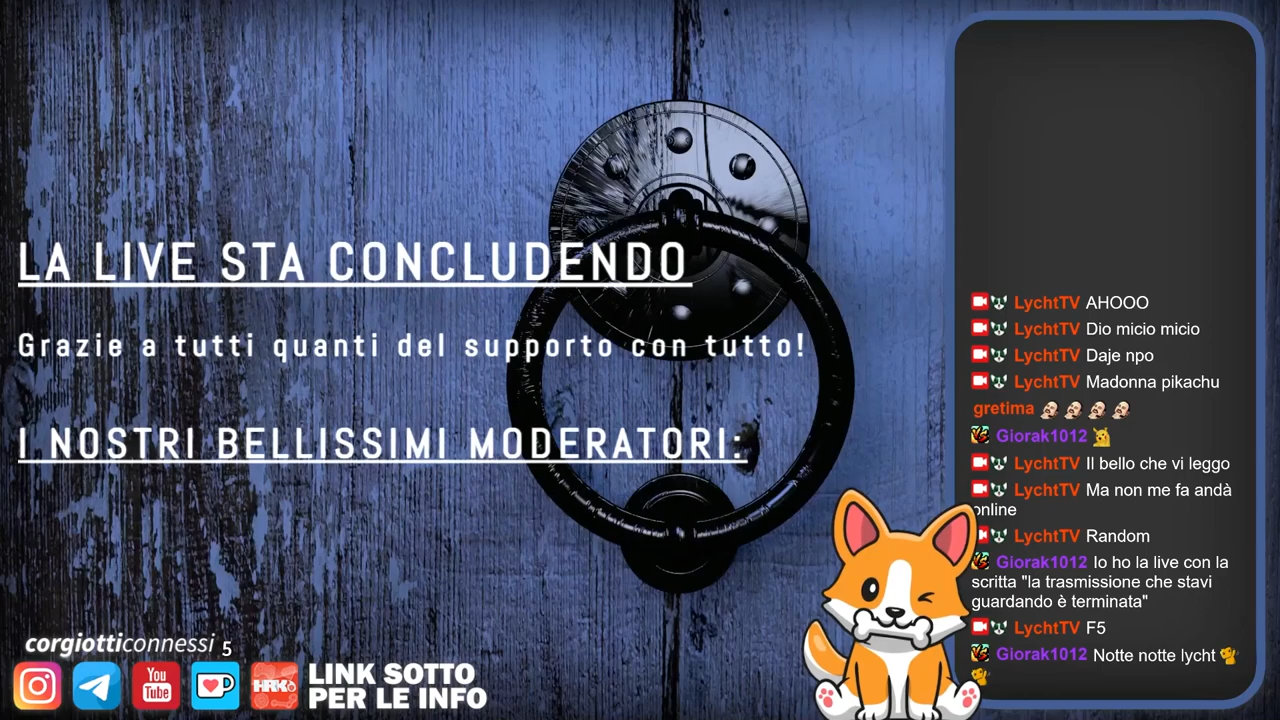 LA LIVE STA CONCLUDENDO
Grazie a tutti quanti del supporto con tutto!
I NOSTRI BELLISSIMI MODERATORI:
corgiotticonnessi 5
You
Tube
HRK
LINK SOTTO
PER LE INFO
LychtTV AHOOO
LychtTV Dio micio micio
LychtTV Daje npo
LychtTV Madonna pikachu
gretima
Giorak1012
LychtTV Il bello che vi leggo
LychtTV Ma non me fa andà
online
LychtTV Random
Giorak1012 Io ho la live con la
scritta "la trasmissione che stavi
guardando è terminata"
LychtTV F5
Giorak1012 Notte notte lycht